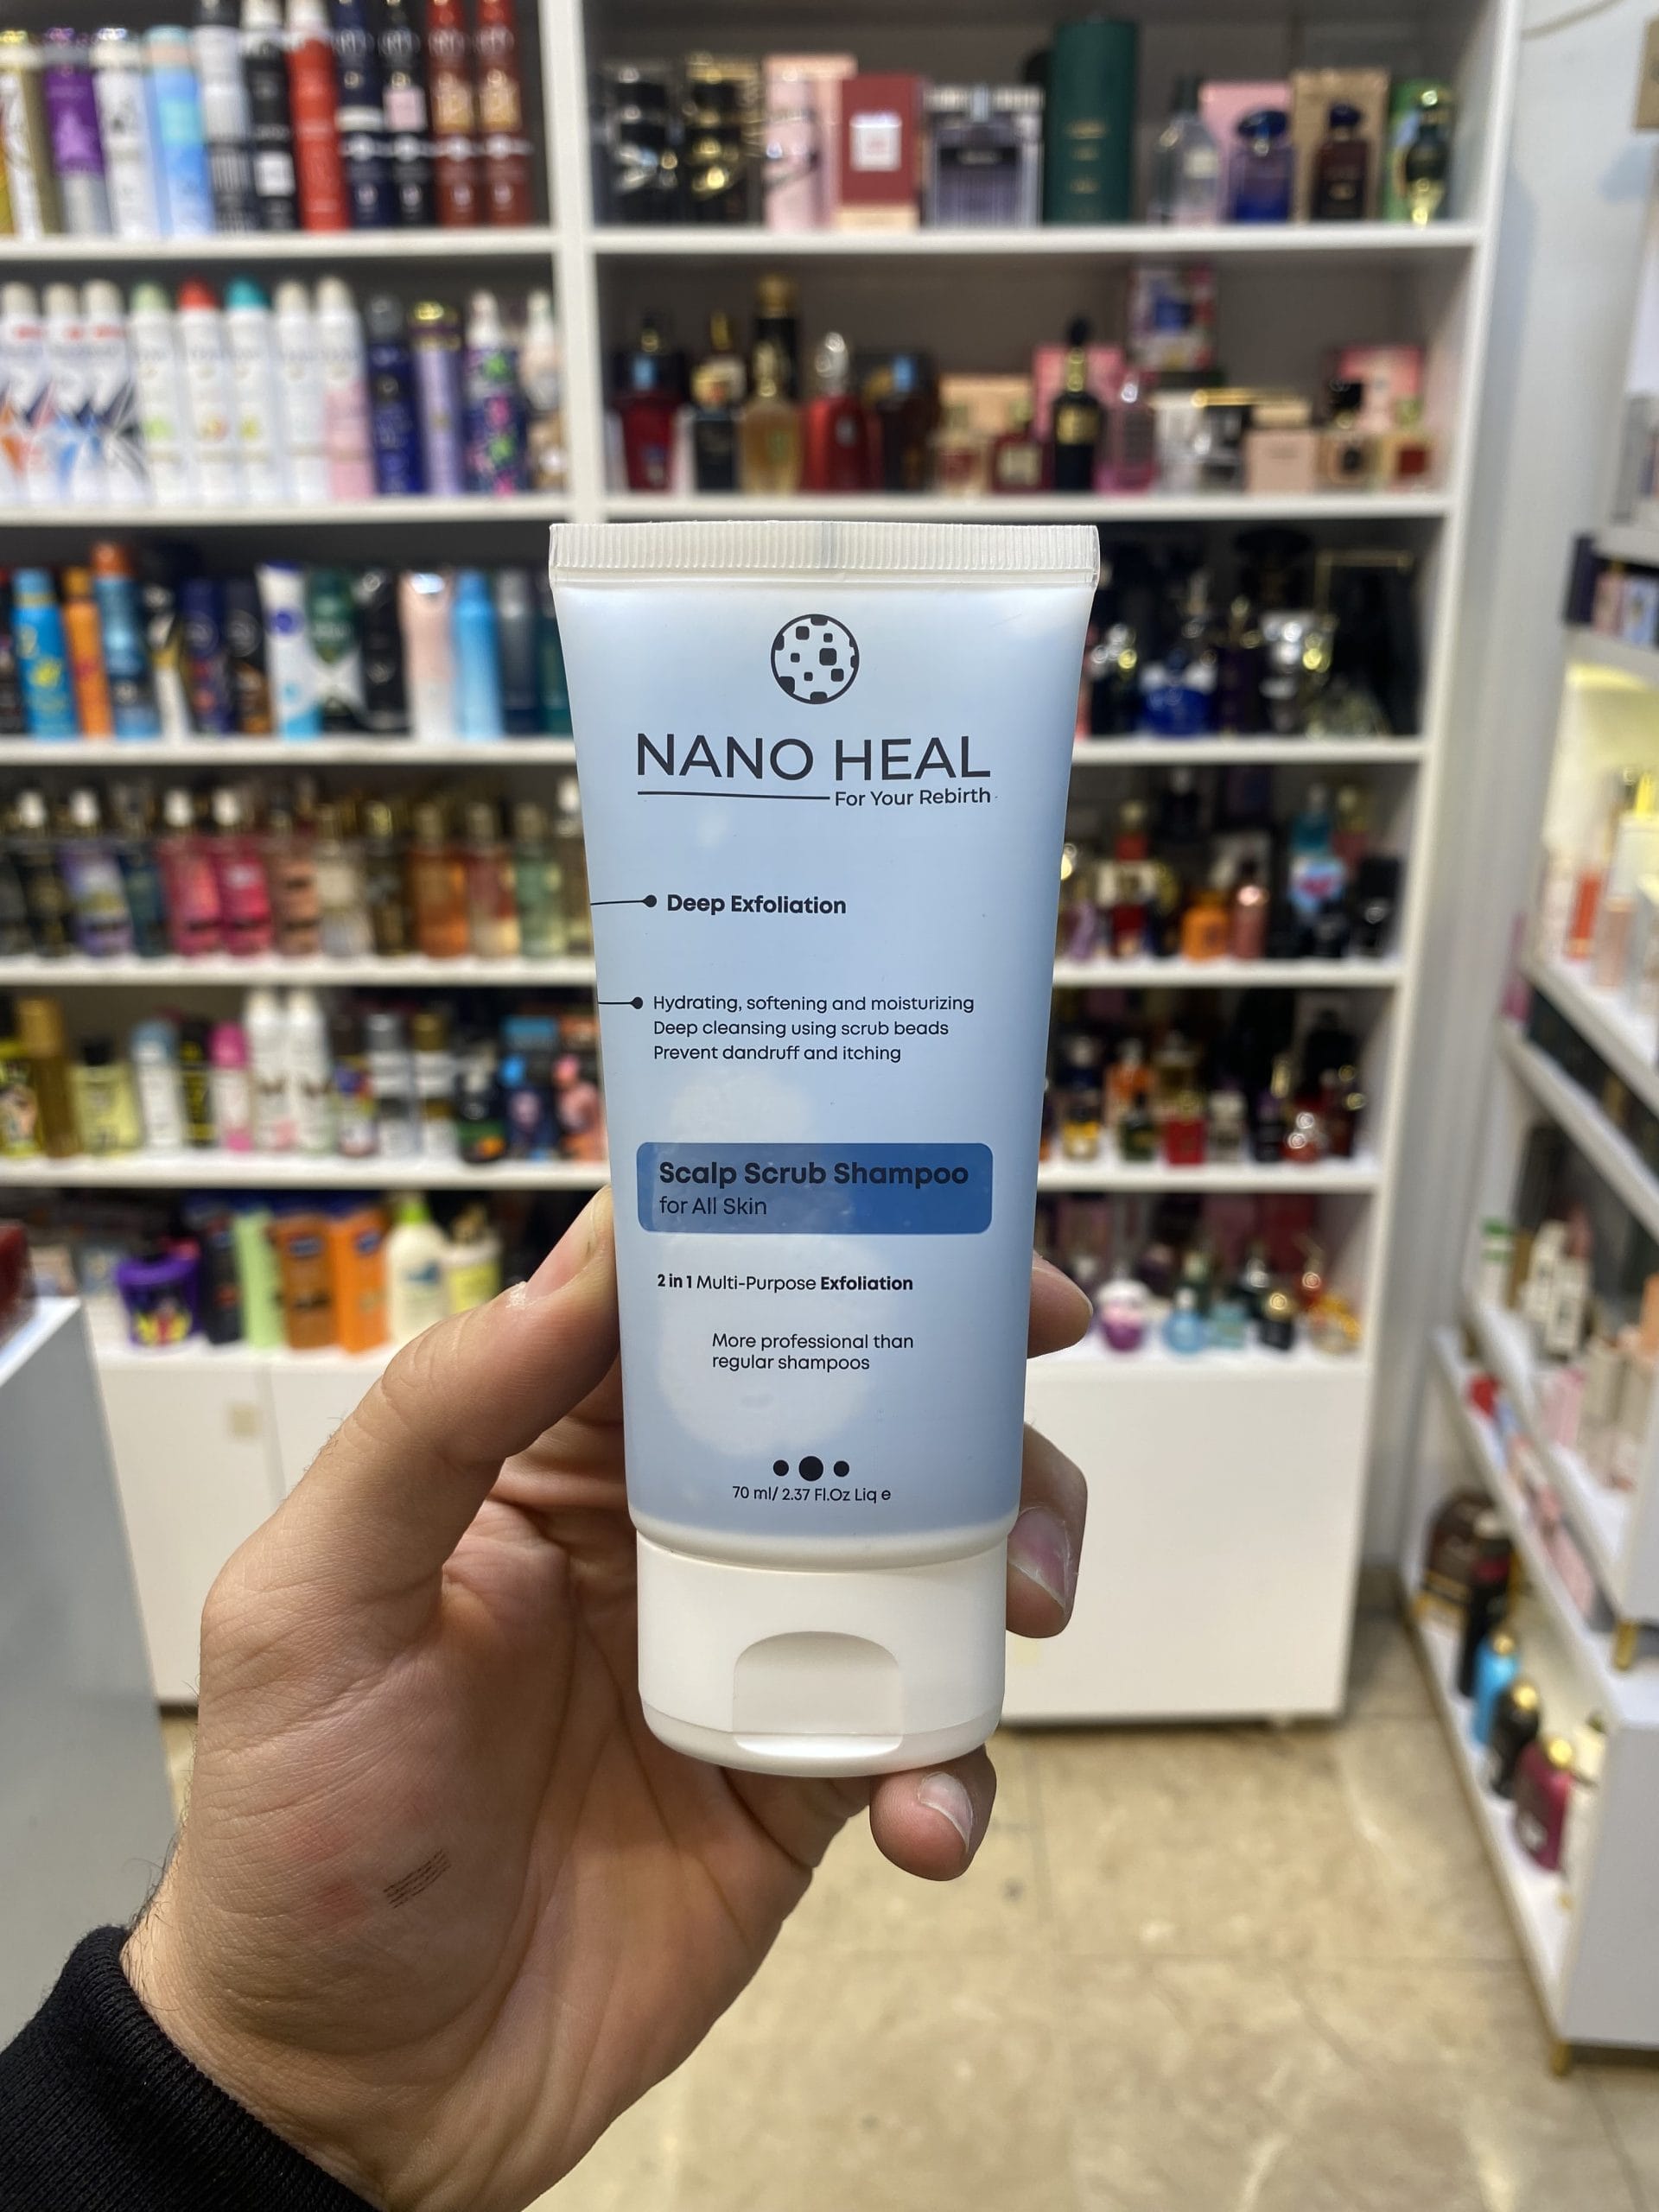 NANO HEAL
For Your Rebirth
Deep Exfoliation
Hydrating, softening and moisturizing
Deep cleansing using scrub beads
Prevent dandruff and itching
Scalp Scrub Shampoo
for All Skin
2 in 1 Multi-Purpose Exfoliation
More professional than
regular shampoos
70 ml/ 2.37 Fl.Oz Liq e